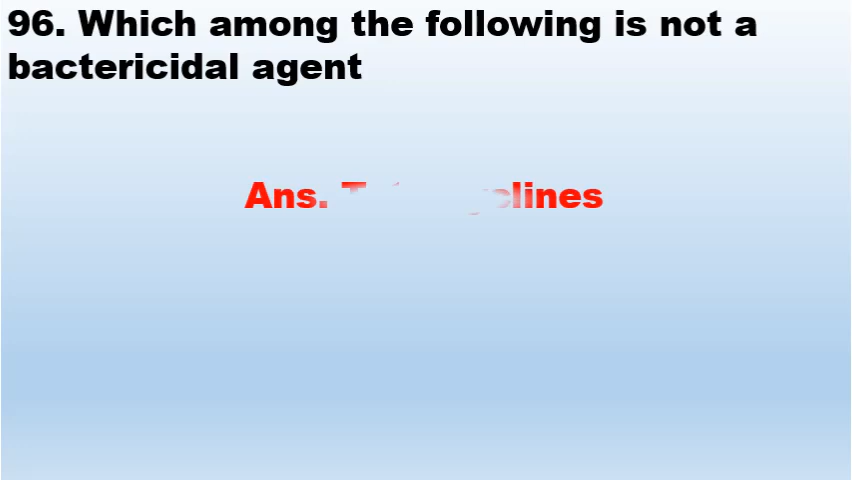 96. Which among the following is not a
bactericidal agent
Ans.